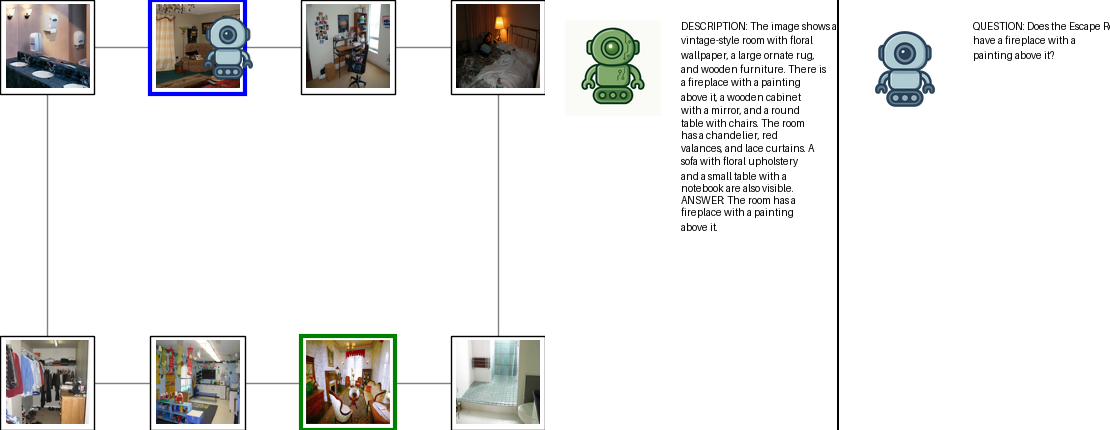 DESCRIPTION: The image shows a
vintage-style room with floral
wallpaper, a large ornate rug,
and wooden furniture. There is
a fireplace with a painting
above it, a wooden cabinet
with a mirror, and a round
table with chairs. The room
has a chandelier, red
valances, and lace curtains. A
sofa with floral upholstery
and a small table with a
notebook are also visible.
ANSWER: The room has a
fireplace with a painting
above it.
QUESTION: Does the Escape
have a fireplace with a
painting above it?